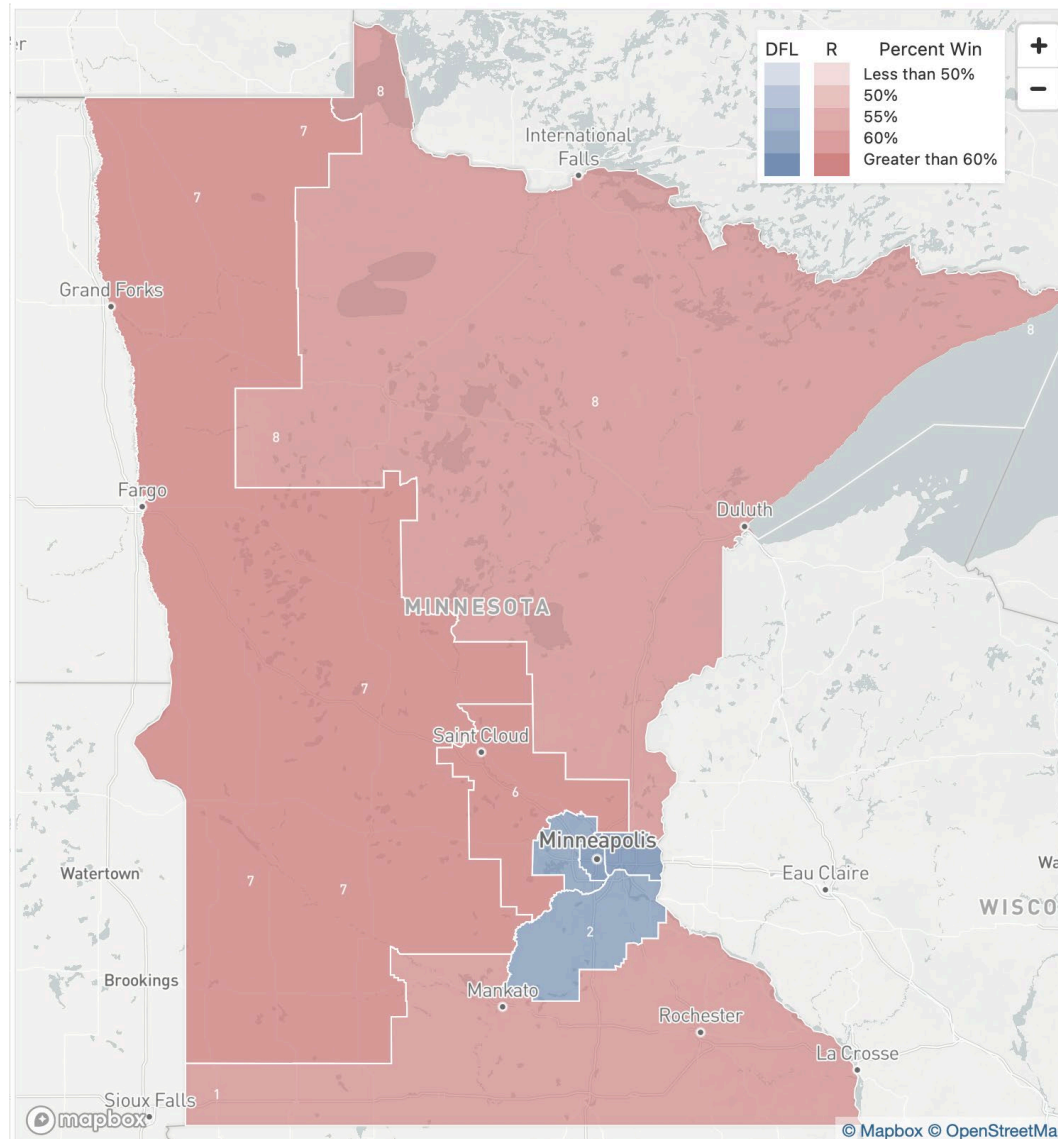 er
DFL R Percent Win
Less than 50%
50%
55%
60%
Greater than 60%
+
−
8
7
International
Falls
7
Grand Forks
8
8
8
Fargo
Duluth
MINNESOTA
7
Saint Cloud
6
Minneapolis
Watertown
7
7
Eau Claire
Wa
WISCO
2
Brookings
Mankato
Rochester
La Crosse
1
Sioux Falls
mapbox
© Mapbox © OpenStreetMa